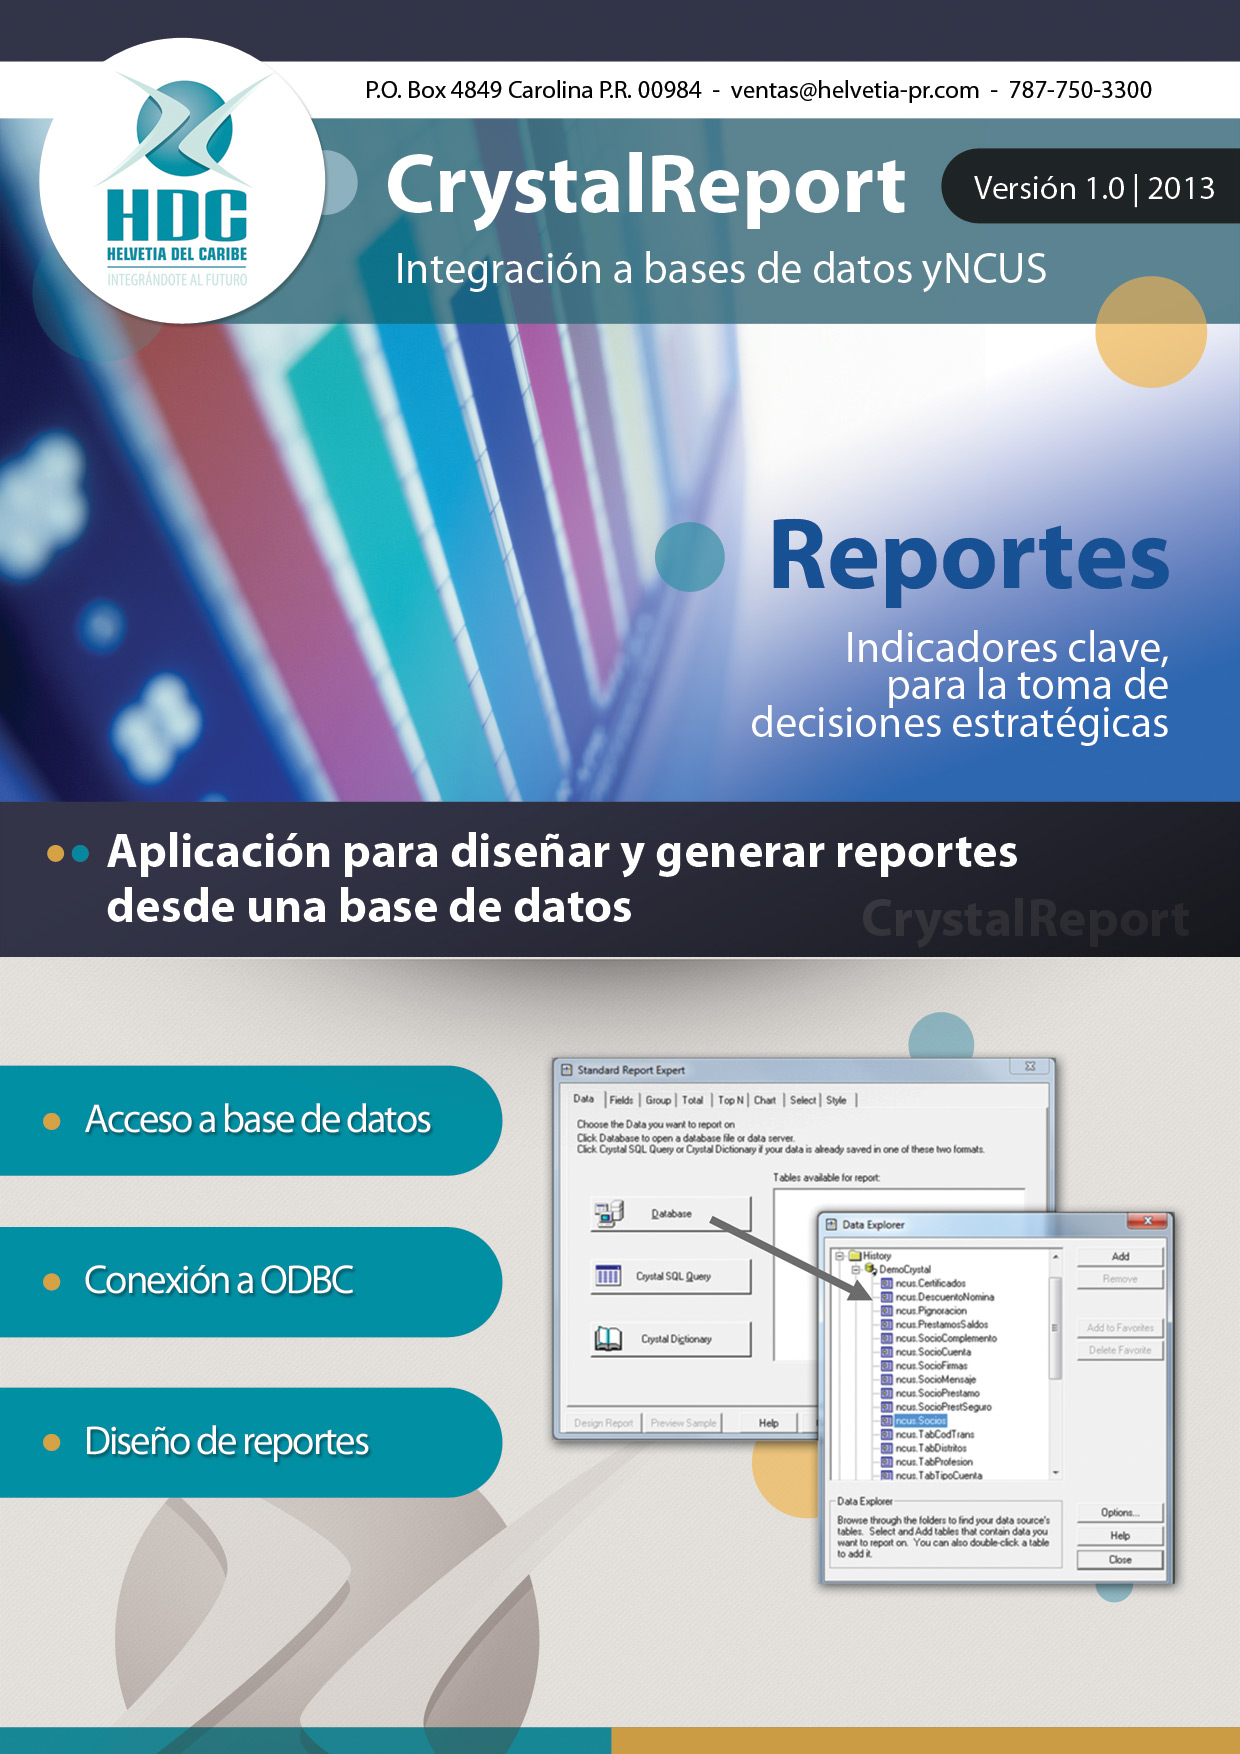 P.O. Box 4849 Carolina P.R. 00984 - ventas@helvetia-pr.com - 787-750-3300
HDC
HELVETIA DEL CARIBE
INTEGRÁNDOTE AL FUTURO
CrystalReport
Versión 1.0 | 2013
Integración a bases de datos yNCUS
Reportes
Indicadores clave,
para la toma de
decisiones estratégicas
Aplicación para diseñar y generar reportes
desde una base de datos
CrystalReport
Acceso a base de datos
Conexión a ODBC
Diseño de reportes
Standard Report Expert
Data | Fields | Group | Total | Top N | Chart | Select | Style |
Choose the Data you want to report on
Click Database to open a database file or data server.
Click Crystal SQL Query or Crystal Dictionary if your data is already saved in one of these two formats.
Tables available for report:
Database
Crystal SQL Query
Crystal Dictionary
Design Report
Preview Sample
Help
Data Explorer
History
DemoCrystal
ncus.Certificados
ncus.DescuentoNomina
ncus.Pignoracion
ncus.PrestamosSaldos
ncus.SocioComplemento
ncus.SocioCuenta
ncus.SocioFirmas
ncus.SocioMensaje
ncus.SocioPrestamo
ncus.SocioPrestSeguro
ncus.Socios
ncus.TabCodTrans
ncus.TabDistritos
ncus.TabProfesion
ncus.TabTipoCuenta
Add
Remove
Add to Favorites
Delete Favorite
Data Explorer
Browse through the folders to find your data source's
tables. Select and Add tables that contain data you
want to report on. You can also double-click a table
to add it.
Options...
Help
Close